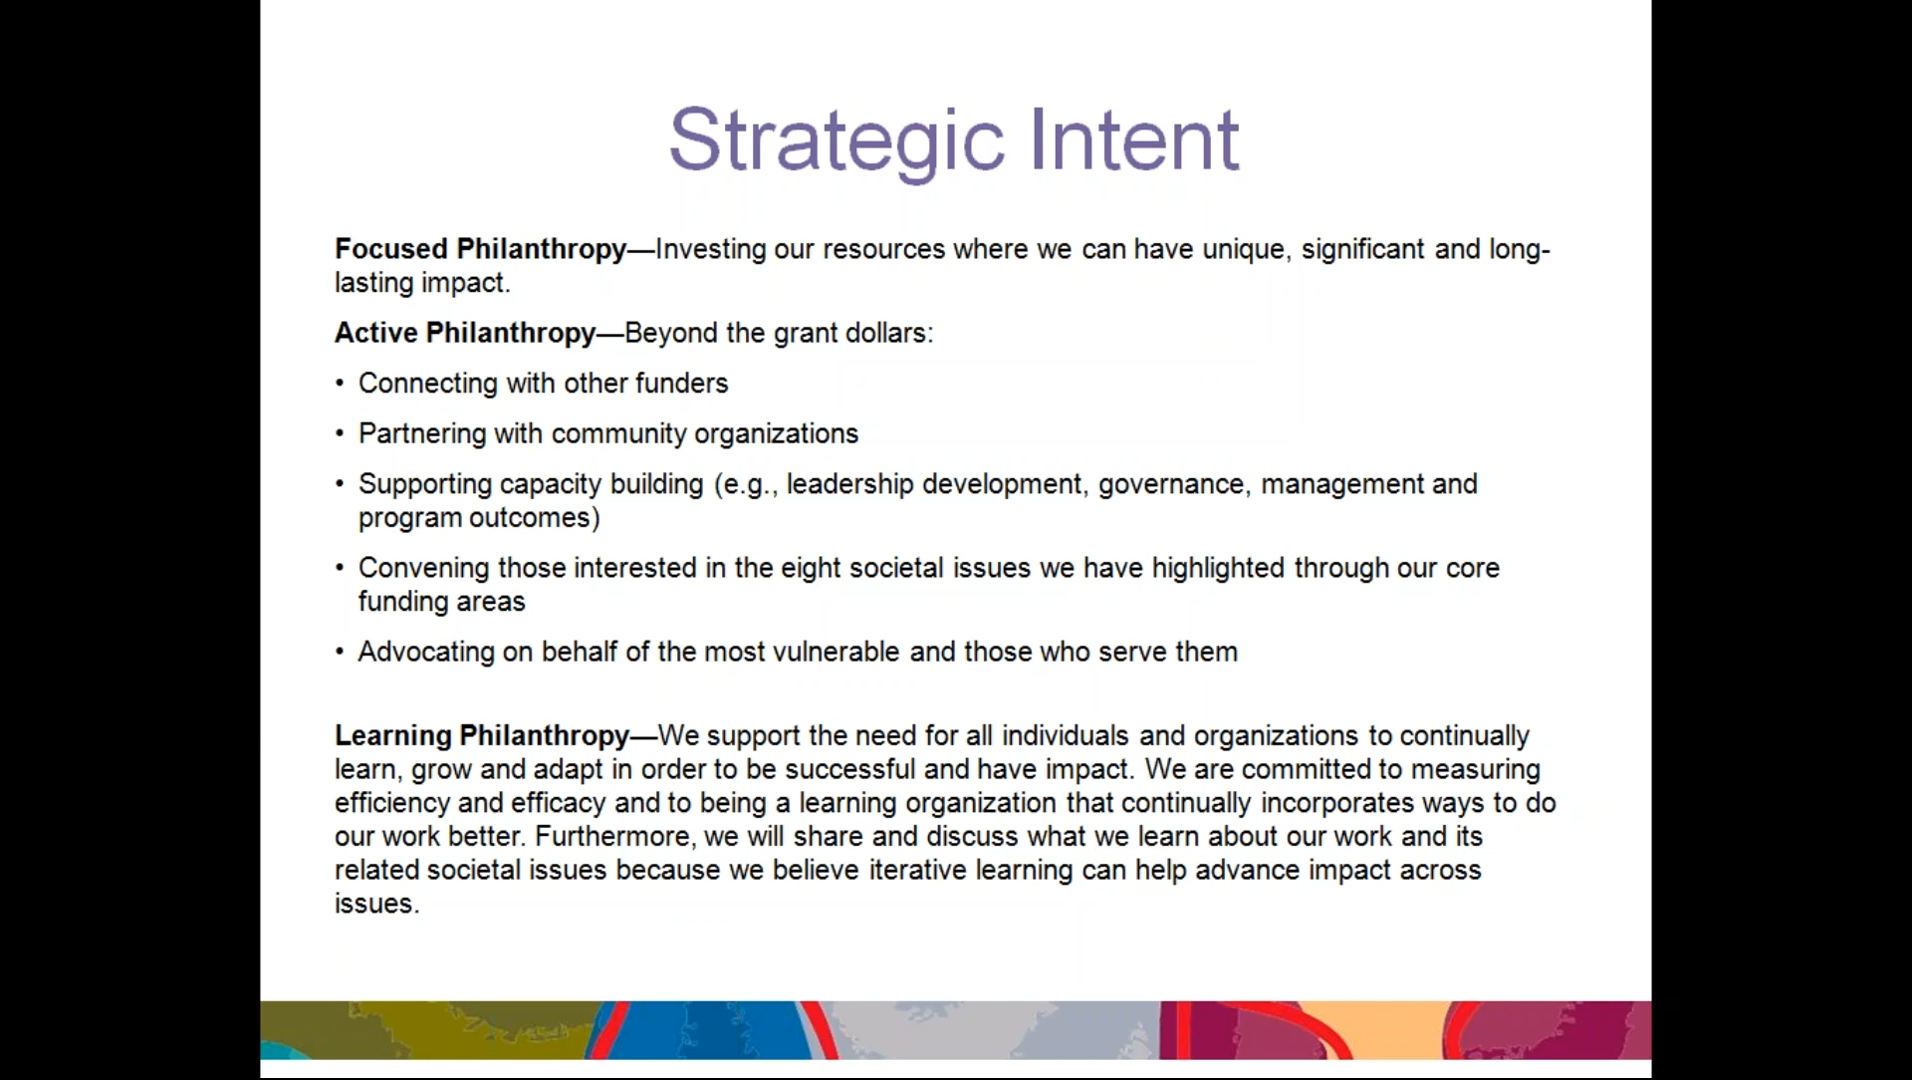 Strategic Intent
Focused Philanthropy—Investing our resources where we can have unique, significant and long-
lasting impact.
Active Philanthropy—Beyond the grant dollars:
• Connecting with other funders
• Partnering with community organizations
• Supporting capacity building (e.g., leadership development, governance, management and
program outcomes)
• Convening those interested in the eight societal issues we have highlighted through our core
funding areas
• Advocating on behalf of the most vulnerable and those who serve them
Learning Philanthropy—We support the need for all individuals and organizations to continually
learn, grow and adapt in order to be successful and have impact. We are committed to measuring
efficiency and efficacy and to being a learning organization that continually incorporates ways to do
our work better. Furthermore, we will share and discuss what we learn about our work and its
related societal issues because we believe iterative learning can help advance impact across
issues.